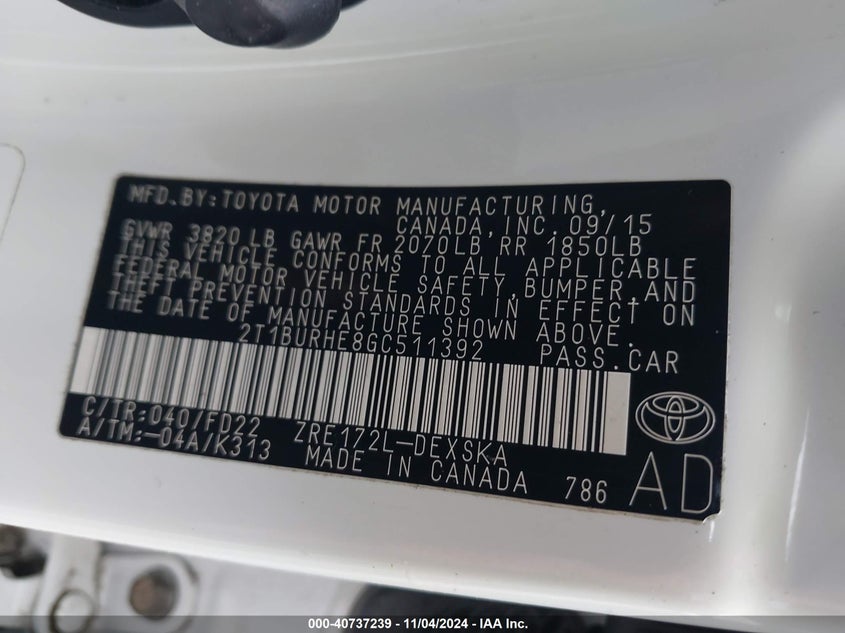 MFD.BY:TOYOTA MOTOR MANUFACTURING,
CANADA,INC.09/15
GVWR 3820 LB GAWR FR 2070LB RR 1850LB
THIS VEHICLE CONFORMS TO ALL APPLICABLE
FEDERAL MOTOR VEHICLE SAFETY,BUMPER,AND
THEFT PREVENTION STANDARDS IN EFFECT ON
THE DATE OF MANUFACTURE SHOWN ABOVE.
2T1BURHE8GC511392 PASS.CAR
C/TR:040/FD22 ZRE172L-DEXSKA
A/TM:-04A/K313 MADE IN CANADA 786 AD
000-40737239 - 11/04/2024 - IAA Inc.